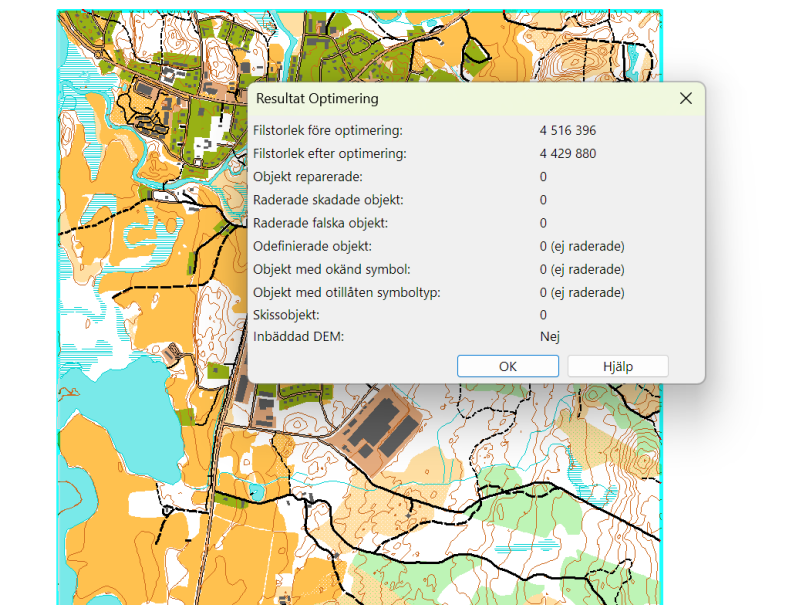 Resultat Optimering
Filstorlek före optimering: 4 516 396
Filstorlek efter optimering: 4 429 880
Objekt reparerade: 0
Raderade skadade objekt: 0
Raderade falska objekt: 0
Odefinierade objekt: 0 (ej raderade)
Objekt med okänd symbol: 0 (ej raderade)
Objekt med otillåten symboltyp: 0 (ej raderade)
Skissobjekt: 0
Inbäddad DEM: Nej
OK Hjälp